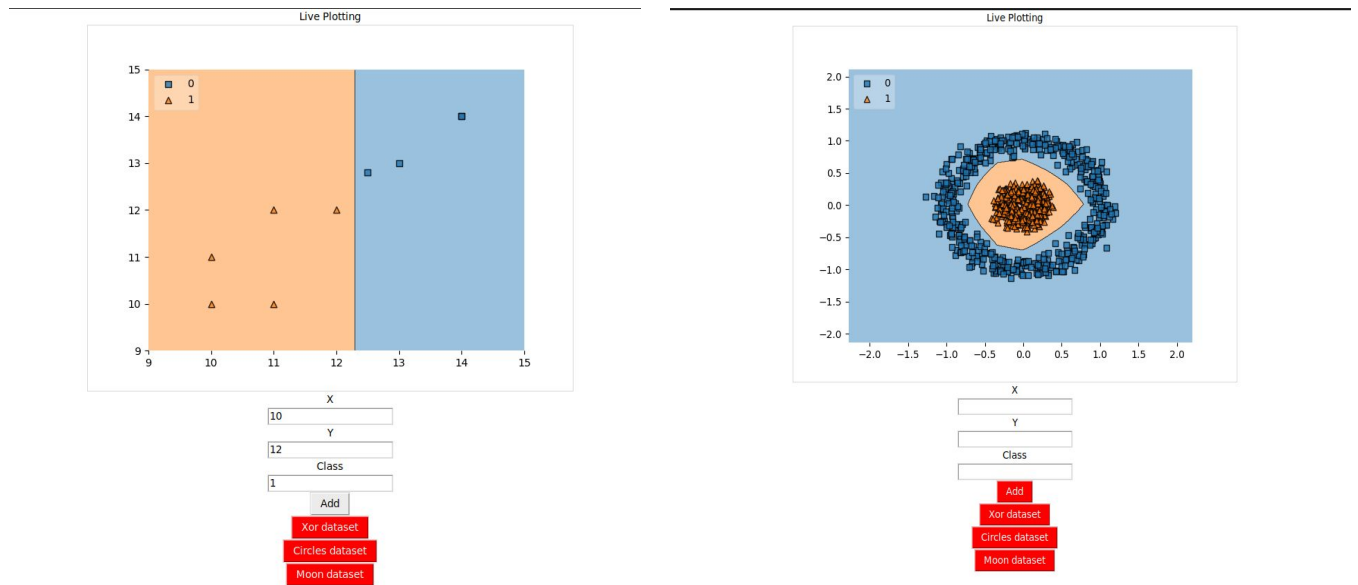 Live Plotting
15
14
13
12
11
10
9
0
1
9 10 11 12 13 14 15
X
10
Y
12
Class
1
Add
Xor dataset
Circles dataset
Moon dataset
Live Plotting
2.0
1.5
1.0
0.5
0.0
−0.5
−1.0
−1.5
−2.0
0
1
−2.0 −1.5 −1.0 −0.5 0.0 0.5 1.0 1.5 2.0
X
Y
Class
Add
Xor dataset
Circles dataset
Moon dataset